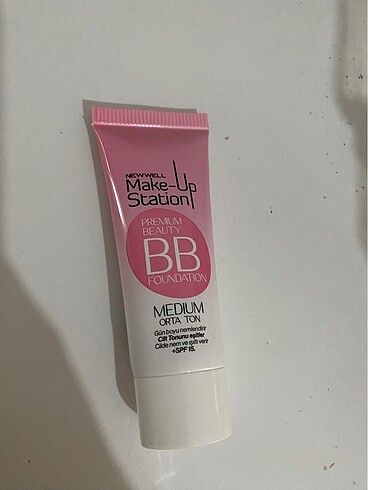 NEWWELL
Make-Up
Station
PREMIUM
BEAUTY
BB
FOUNDATION
MEDIUM
ORTA TON
Gün boyu nemlendirir
Cilt Tonunu eşitler
Cilde nem ve ışıltı verir
+SPF 15.